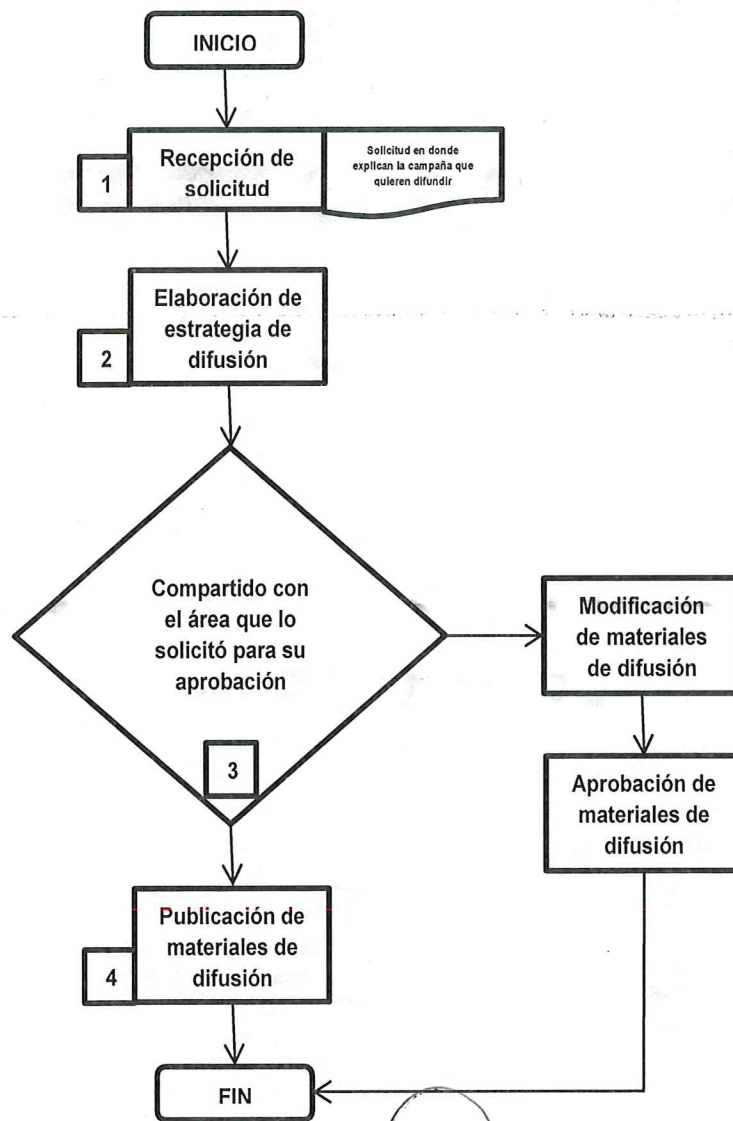 INICIO
1
Recepción de
solicitud
Solicitud en donde
explican la campaña que
quieren difundir
2
Elaboración de
estrategia de
difusión
Compartido con
el área que lo
solicitó para su
aprobación
3
Modificación
de materiales
de difusión
Aprobación de
materiales de
difusión
4
Publicación de
materiales de
difusión
FIN